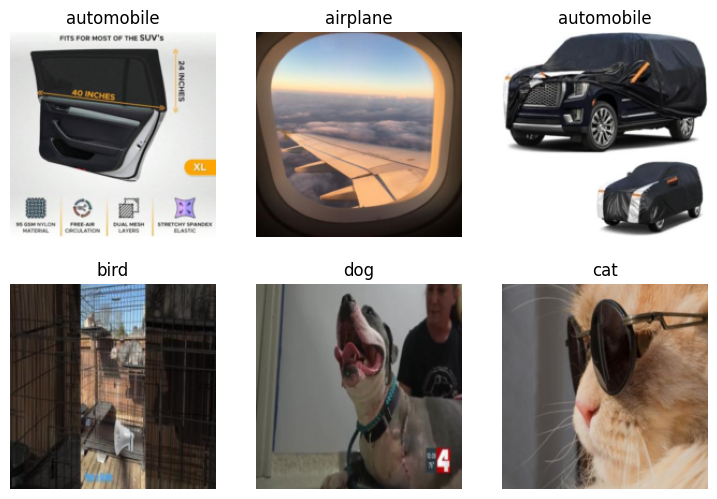 automobile
airplane
automobile
FITS FOR MOST OF THE SUV's
24 INCHES
40 INCHES
XL
95 GSM NYLON MATERIAL
FREE-AIR CIRCULATION
DUAL MESH LAYERS
STRETCHY SPANDEX ELASTIC
bird
dog
cat
4